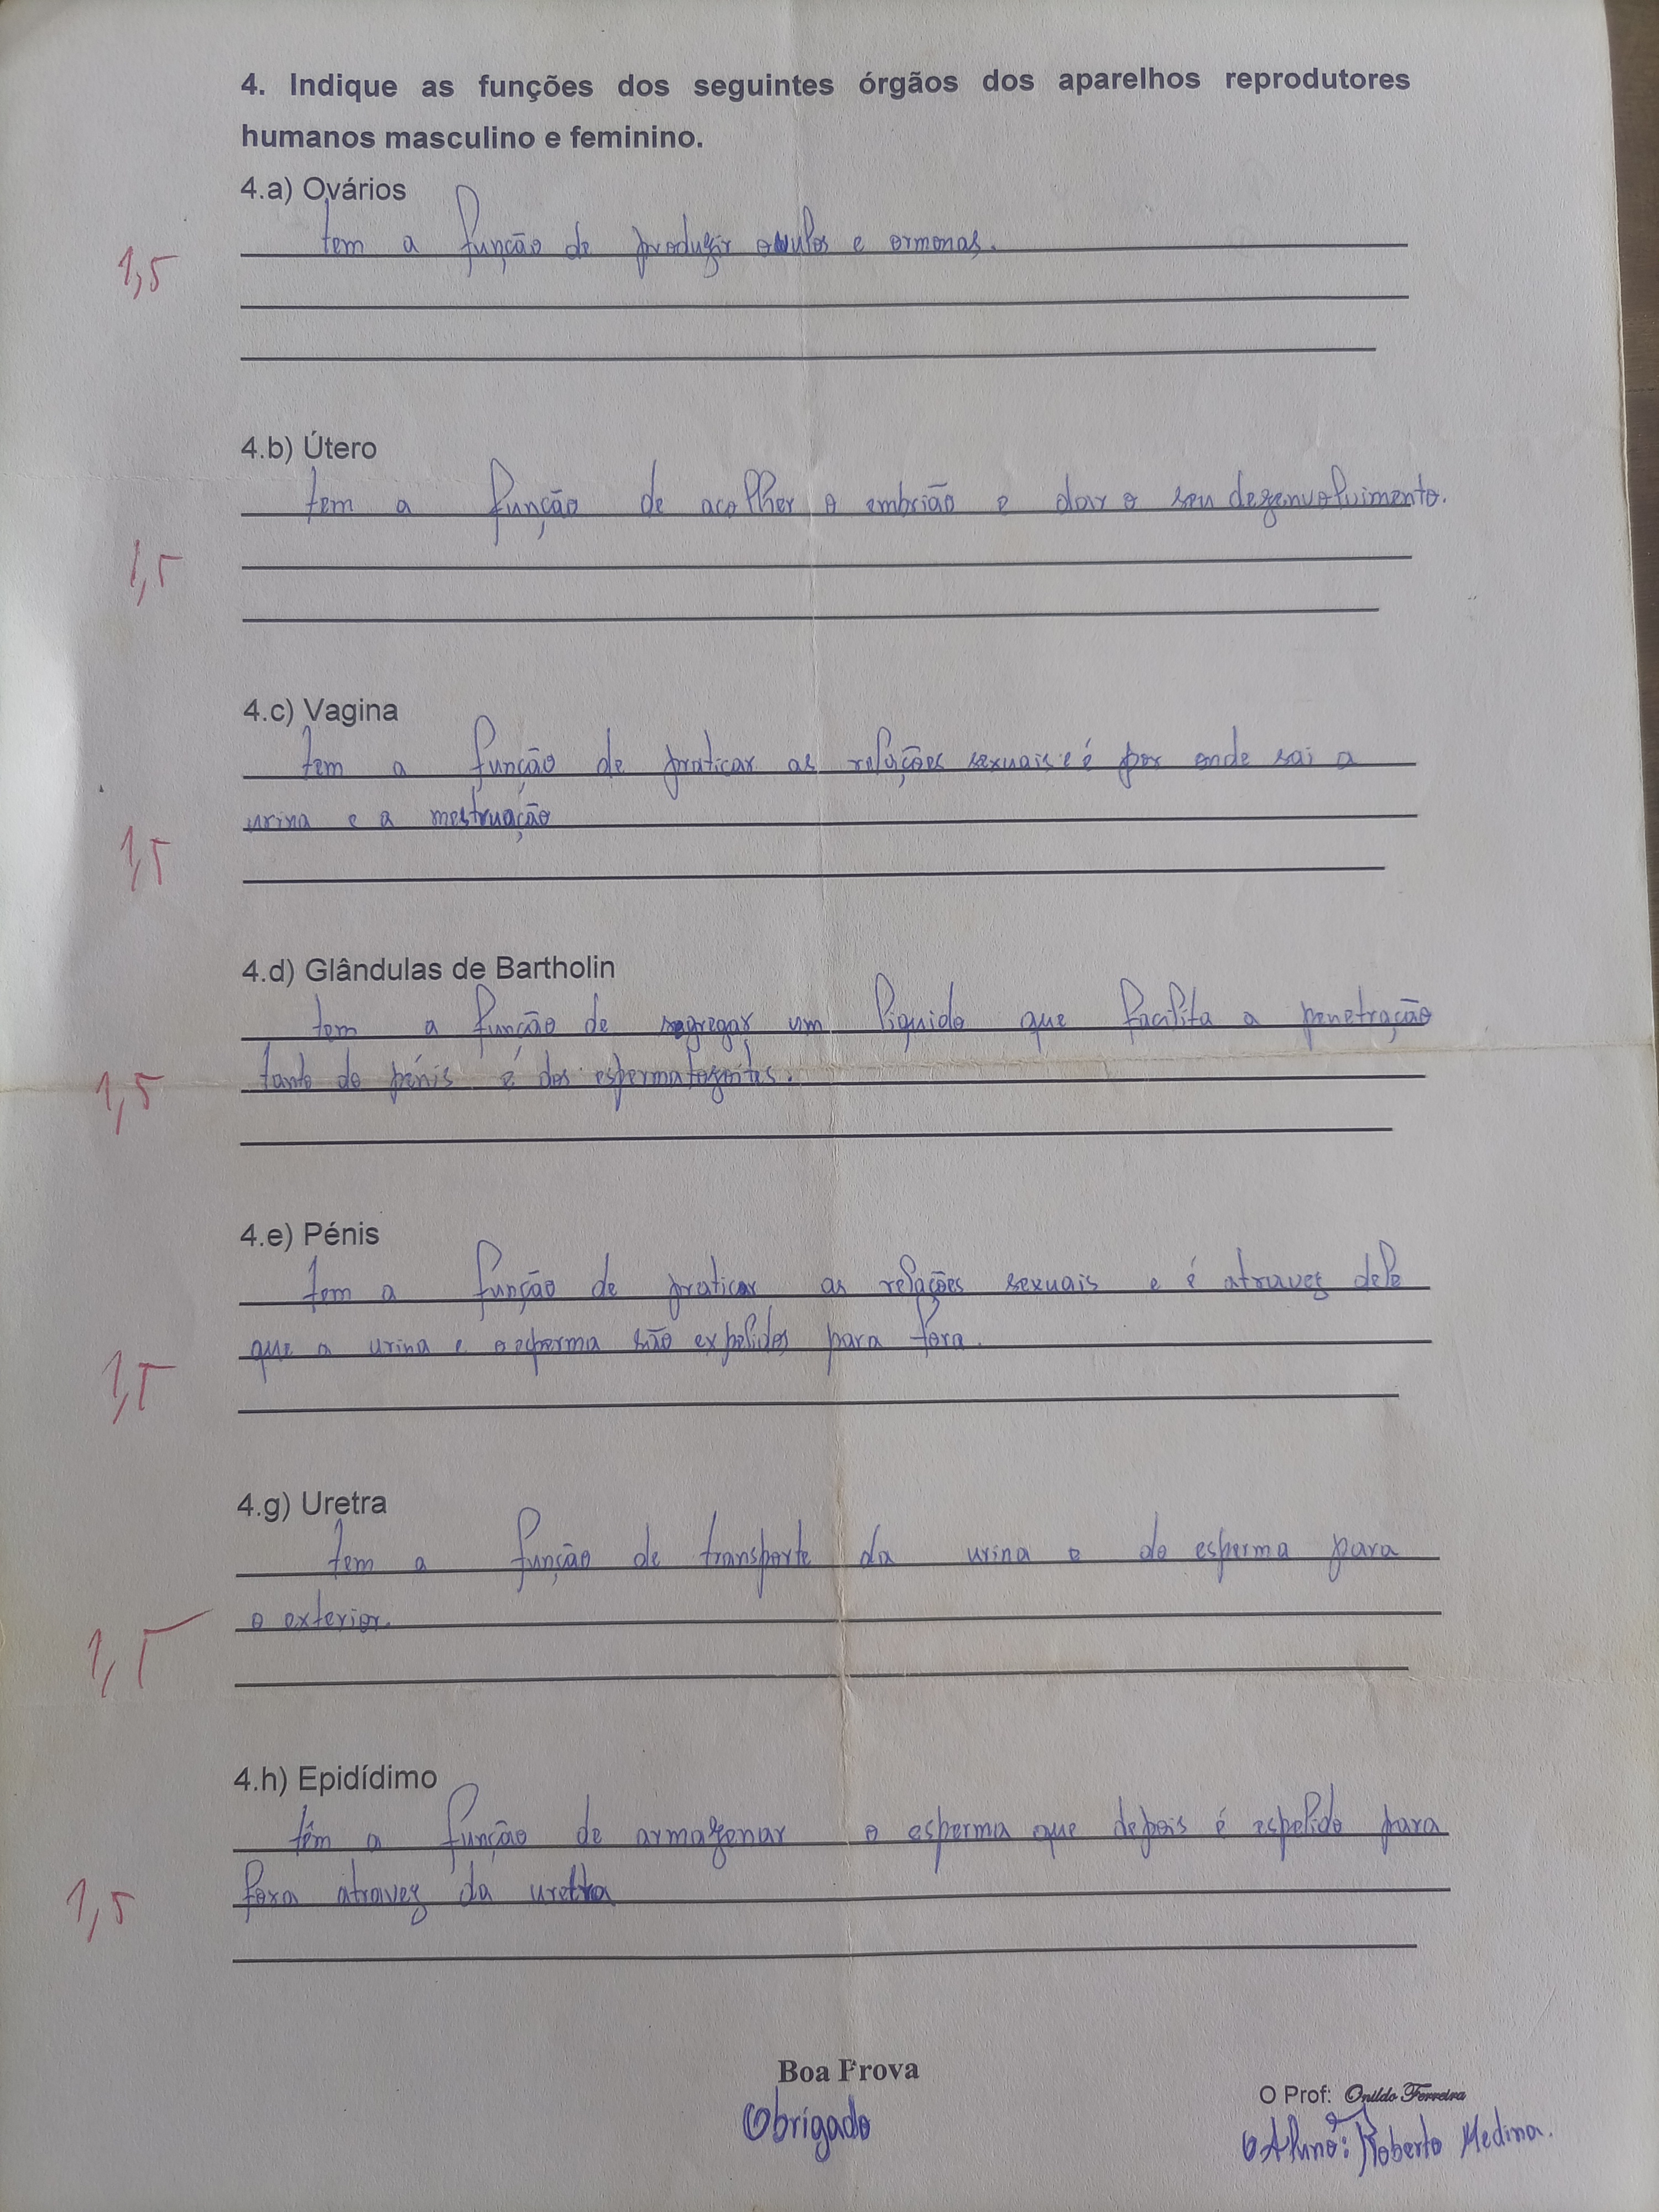 4. Indique as funções dos seguintes órgãos dos aparelhos reprodutores
humanos masculino e feminino.
4.a) Ovários
tem a função de produzir ovulos e ormonas.
1,5
4.b) Útero
tem a função de acolher o embrião e dar o seu dezenvolvimento.
1,5
4.c) Vagina
tem a função de praticar as relações sexuais e é por onde sai a
urina e a mestruação
1,5
4.d) Glândulas de Bartholin
tem a função de segregar um liquido que facilita a penetração
tanto do pénis e dos espermatozoites.
1,5
4.e) Pénis
tem a função de praticar as relações sexuais e é atravez dele
que a urina e o esperma são expelidos para fora.
1,5
4.g) Uretra
tem a função de transporte da urina e do esperma para
o exterior.
1,5
4.h) Epidídimo
têm a função de armazenar o esperma que depois é espelido para
fora atravez da uretra
1,5
Boa Prova
Obrigado
O Prof: Onildo Ferreira
O Aluno: Roberto Medina.